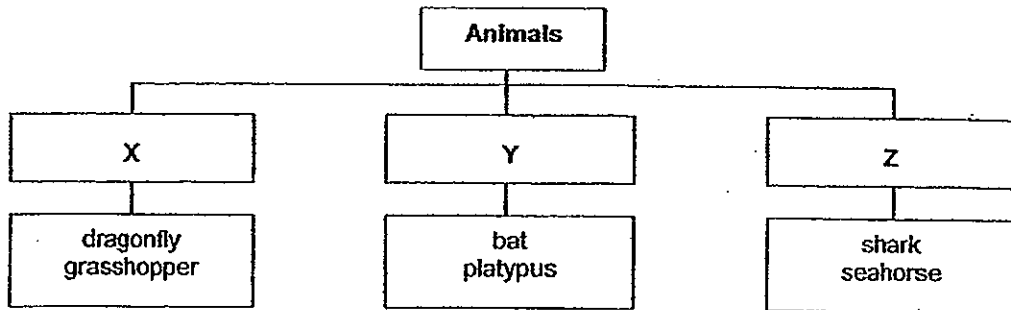 Animals
X
Y
Z
dragonfly
grasshopper
bat
platypus
shark
seahorse